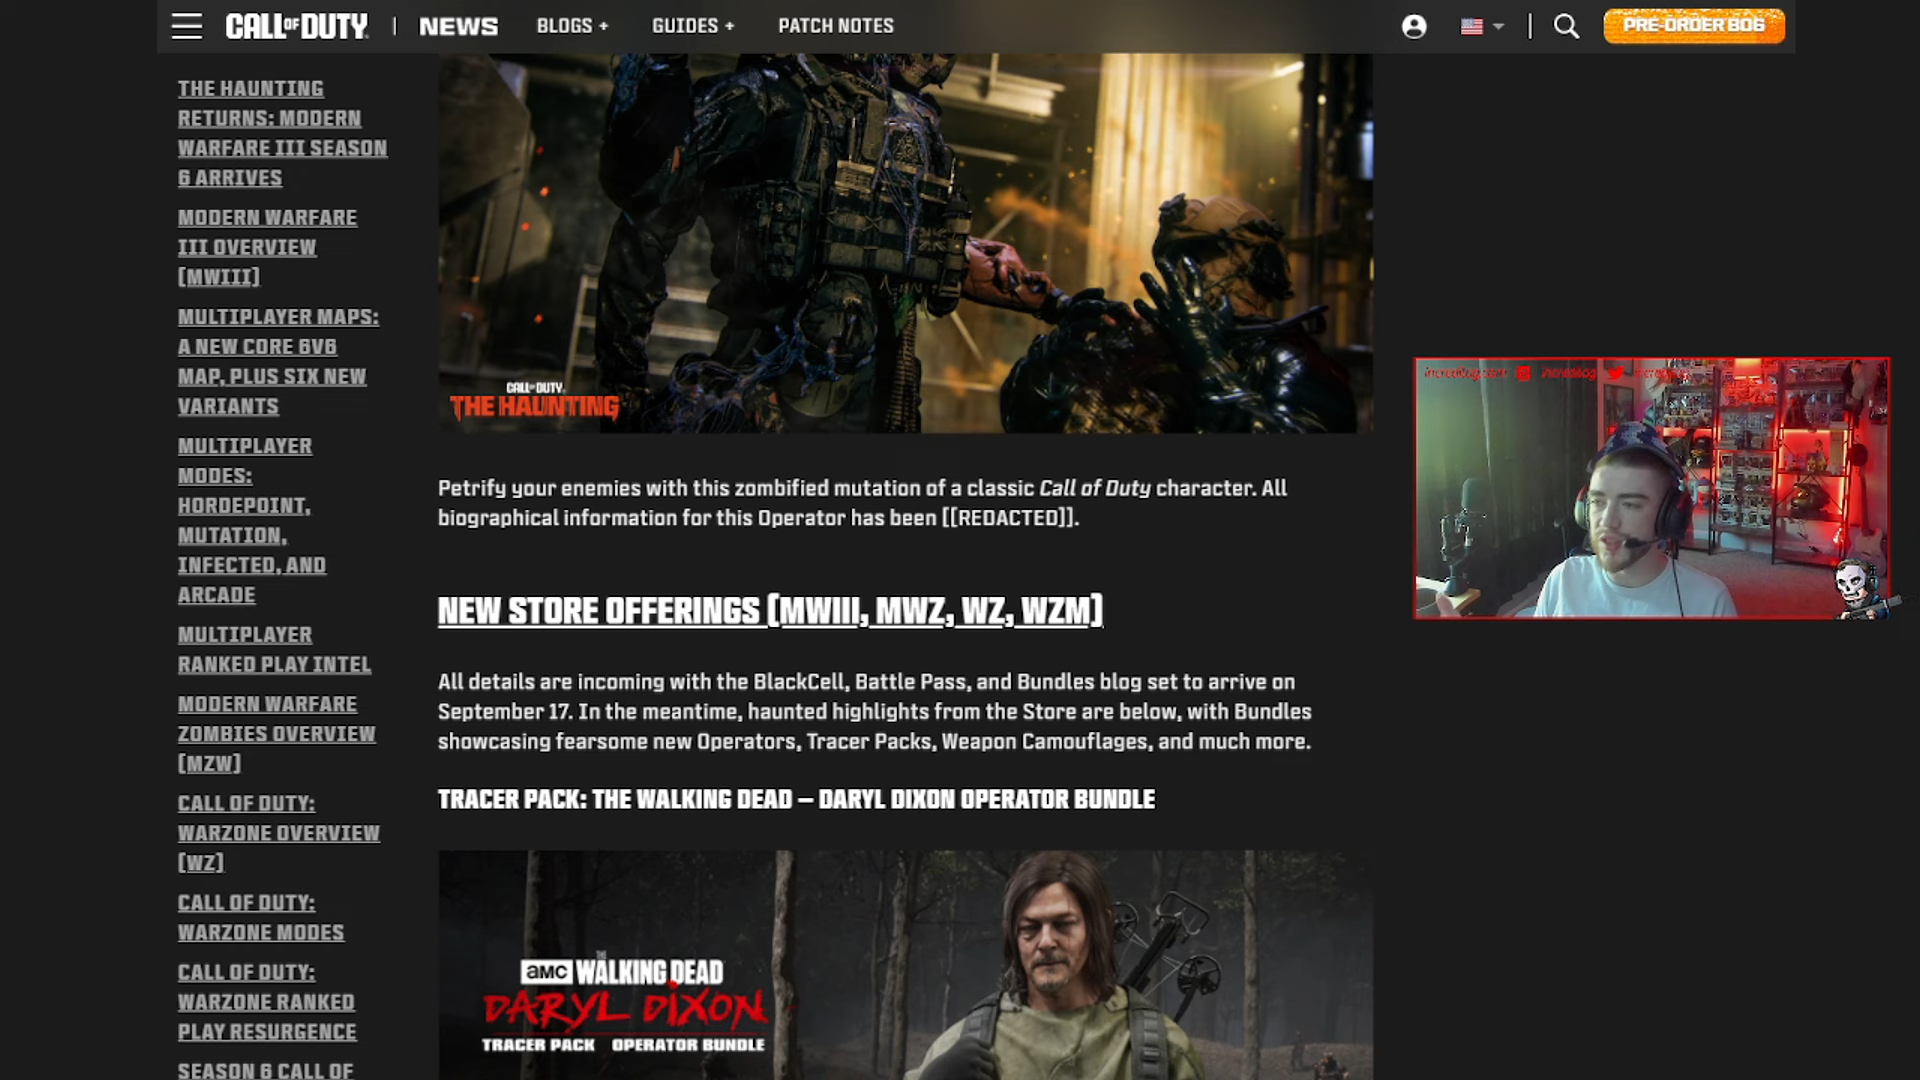 CALL OF DUTY
NEWS
BLOGS +
GUIDES +
PATCH NOTES
PRE-ORDER BO6
THE HAUNTING
RETURNS: MODERN
WARFARE III SEASON
6 ARRIVES
MODERN WARFARE
III OVERVIEW
[MWIII]
MULTIPLAYER MAPS:
A NEW CORE 6V6
MAP, PLUS SIX NEW
VARIANTS
MULTIPLAYER
MODES:
HORDEPOINT,
MUTATION,
INFECTED, AND
ARCADE
MULTIPLAYER
RANKED PLAY INTEL
MODERN WARFARE
ZOMBIES OVERVIEW
[MZW]
CALL OF DUTY:
WARZONE OVERVIEW
[WZ]
CALL OF DUTY:
WARZONE MODES
CALL OF DUTY:
WARZONE RANKED
PLAY RESURGENCE
SEASON 6 CALL OF
CALL OF DUTY
THE HAUNTING
Petrify your enemies with this zombified mutation of a classic Call of Duty character. All
biographical information for this Operator has been [[REDACTED]].
NEW STORE OFFERINGS (MWIII, MWZ, WZ, WZM)
All details are incoming with the BlackCell, Battle Pass, and Bundles blog set to arrive on
September 17. In the meantime, haunted highlights from the Store are below, with Bundles
showcasing fearsome new Operators, Tracer Packs, Weapon Camouflages, and much more.
TRACER PACK: THE WALKING DEAD – DARYL DIXON OPERATOR BUNDLE
aMC THE WALKING DEAD
DARYL DIXON
TRACER PACK OPERATOR BUNDLE